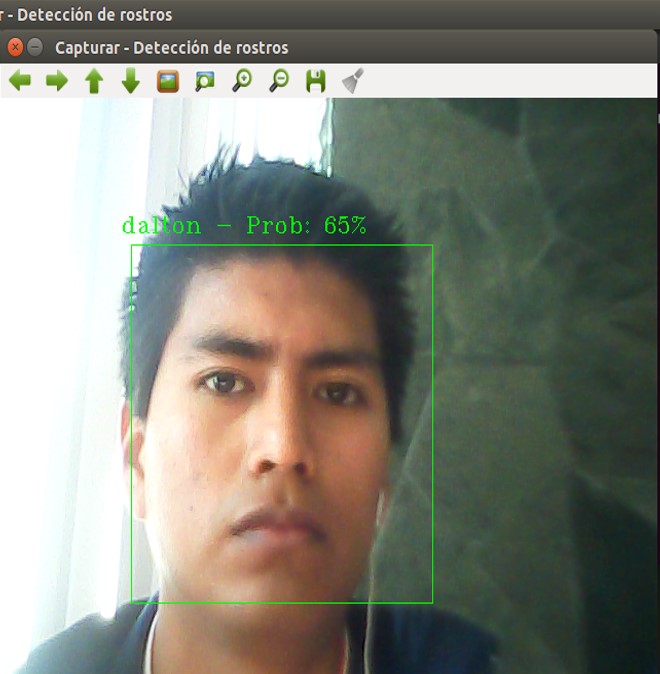 r - Detección de rostros
Capturar - Detección de rostros
dalton - Prob: 65%